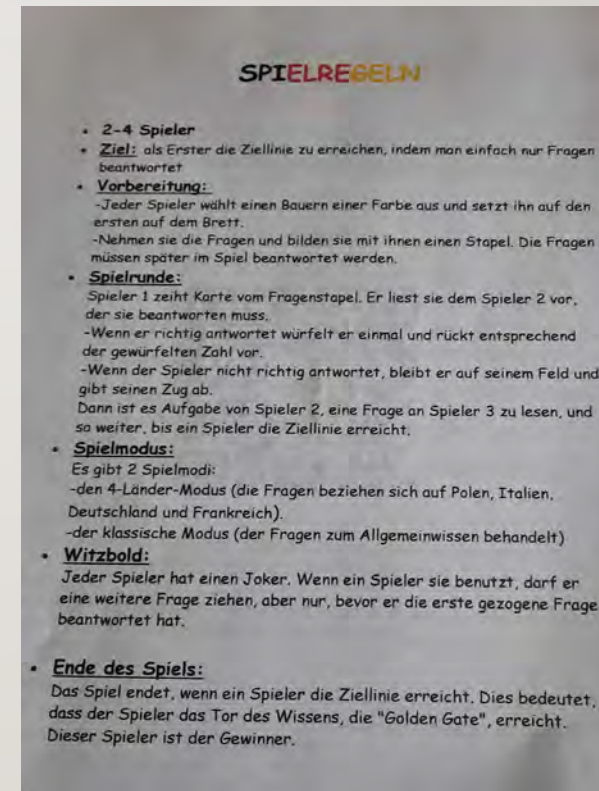 SPIELREGELN
• 2-4 Spieler
• Ziel: als Erster die Ziellinie zu erreichen, indem man einfach nur Fragen
beantwortet
• Vorbereitung:
-Jeder Spieler wählt einen Bauern einer Farbe aus und setzt ihn auf den
ersten auf dem Brett.
-Nehmen sie die Fragen und bilden sie mit ihnen einen Stapel. Die Fragen
müssen später im Spiel beantwortet werden.
• Spielrunde:
Spieler 1 zeiht Karte vom Fragenstapel. Er liest sie dem Spieler 2 vor,
der sie beantworten muss.
-Wenn er richtig antwortet würfelt er einmal und rückt entsprechend
der gewürfelten Zahl vor.
-Wenn der Spieler nicht richtig antwortet, bleibt er auf seinem Feld und
gibt seinen Zug ab.
Dann ist es Aufgabe von Spieler 2, eine Frage an Spieler 3 zu lesen, und
so weiter, bis ein Spieler die Ziellinie erreicht.
• Spielmodus:
Es gibt 2 Spielmodi:
-den 4-Länder-Modus (die Fragen beziehen sich auf Polen, Italien,
Deutschland und Frankreich).
-der klassische Modus (der Fragen zum Allgemeinwissen behandelt)
• Witzbold:
Jeder Spieler hat einen Joker. Wenn ein Spieler sie benutzt, darf er
eine weitere Frage ziehen, aber nur, bevor er die erste gezogene Frage
beantwortet hat.
• Ende des Spiels:
Das Spiel endet, wenn ein Spieler die Ziellinie erreicht. Dies bedeutet,
dass der Spieler das Tor des Wissens, die "Golden Gate", erreicht.
Dieser Spieler ist der Gewinner.